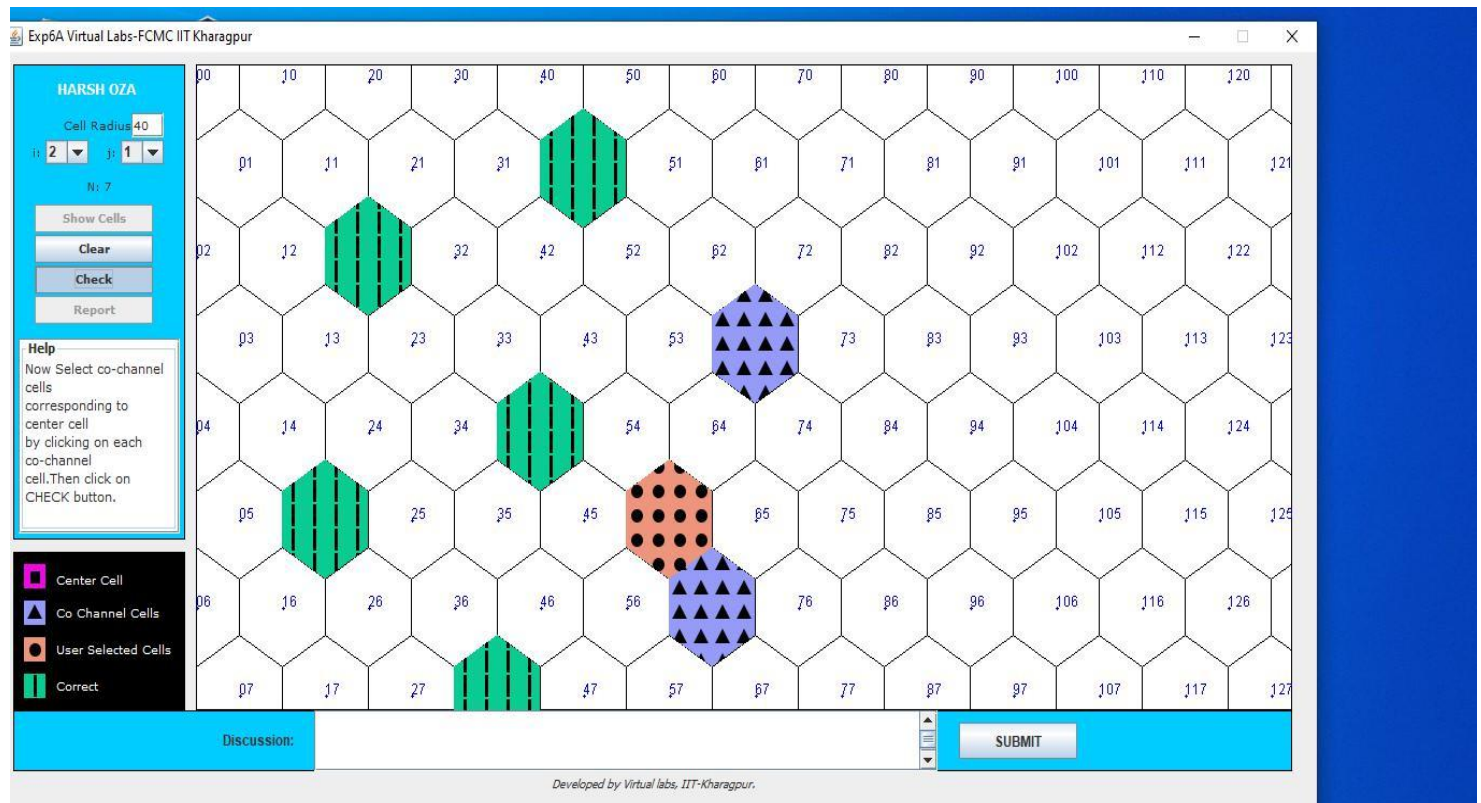 Exp6A Virtual Labs-FCMC IIT Kharagpur
HARSH OZA
Cell Radius 40
i: 2 j: 1
N: 7
Show Cells
Clear
Check
Report
Help
Now Select co-channel
cells
corresponding to
center cell
by clicking on each
co-channel
cell.Then click on
CHECK button.
Center Cell
Co Channel Cells
User Selected Cells
Correct
00 10 20 30 40 50 60 70 80 90 100 110 120
01 11 21 31 51 61 71 81 91 101 111 121
02 12 32 42 52 62 72 82 92 102 112 122
03 13 23 33 43 53 73 83 93 103 113 123
04 14 24 34 54 64 74 84 94 104 114 124
05 25 35 45 65 75 85 95 105 115 125
06 16 26 36 46 56 76 86 96 106 116 126
07 17 27 47 57 67 77 87 97 107 117 127
Discussion:
SUBMIT
Developed by Virtual labs, IIT-Kharagpur.